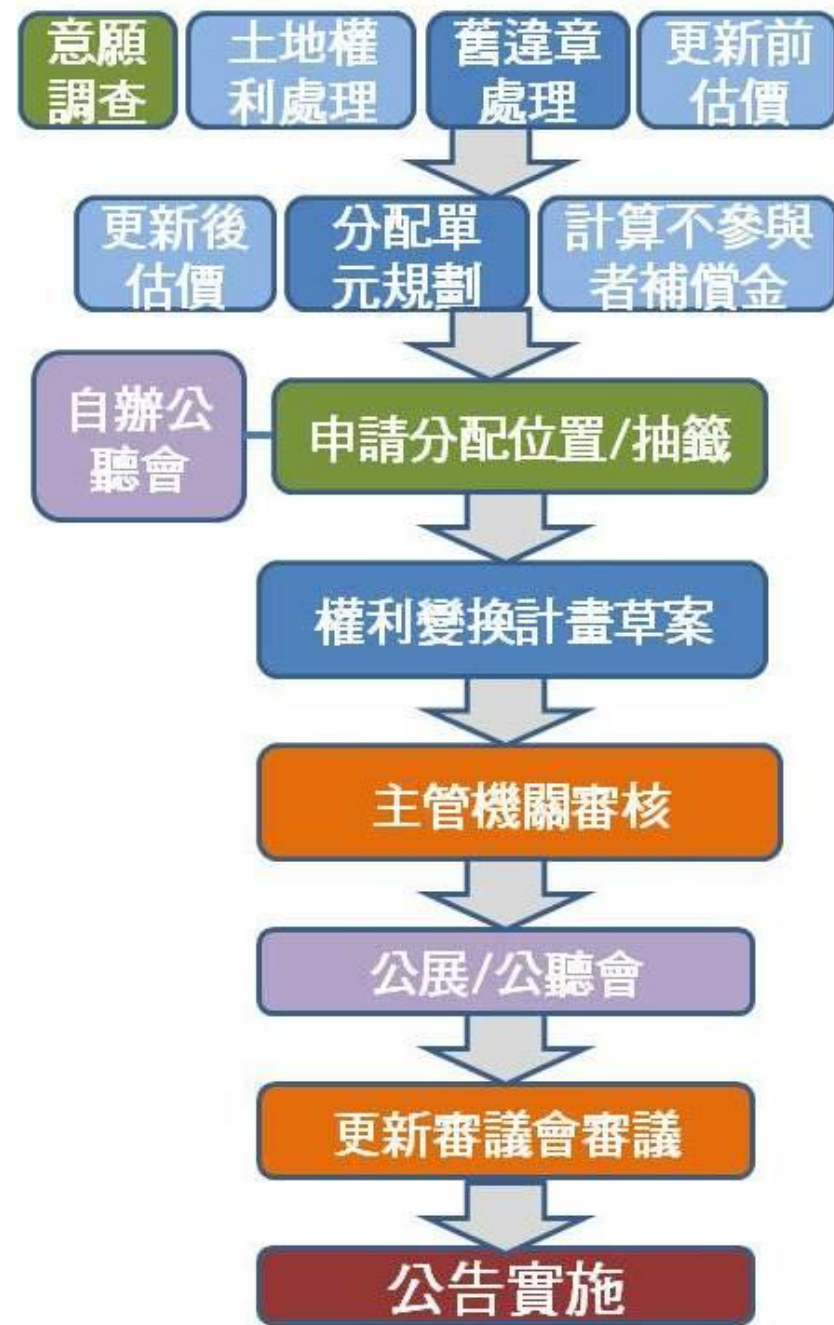 意願
調查
土地權
利處理
舊違章
處理
更新前
估價
更新後
估價
分配單
元規劃
計算不參與
者補償金
自辦公
聽會
申請分配位置/抽籤
權利變換計畫草案
主管機關審核
公展/公聽會
更新審議會審議
公告實施